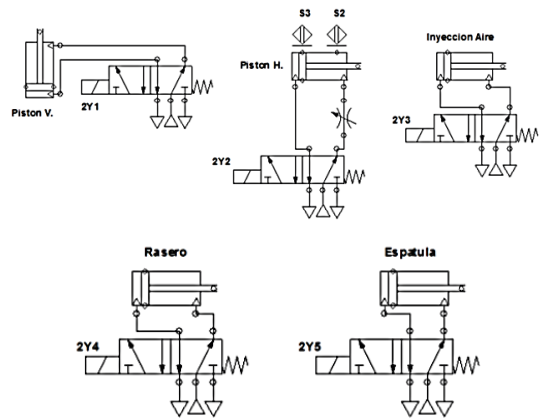 S3 S2
Piston H.
Inyeccion Aire
Piston V.
2Y1
2Y2
2Y3
Rasero
Espatula
2Y4
2Y5